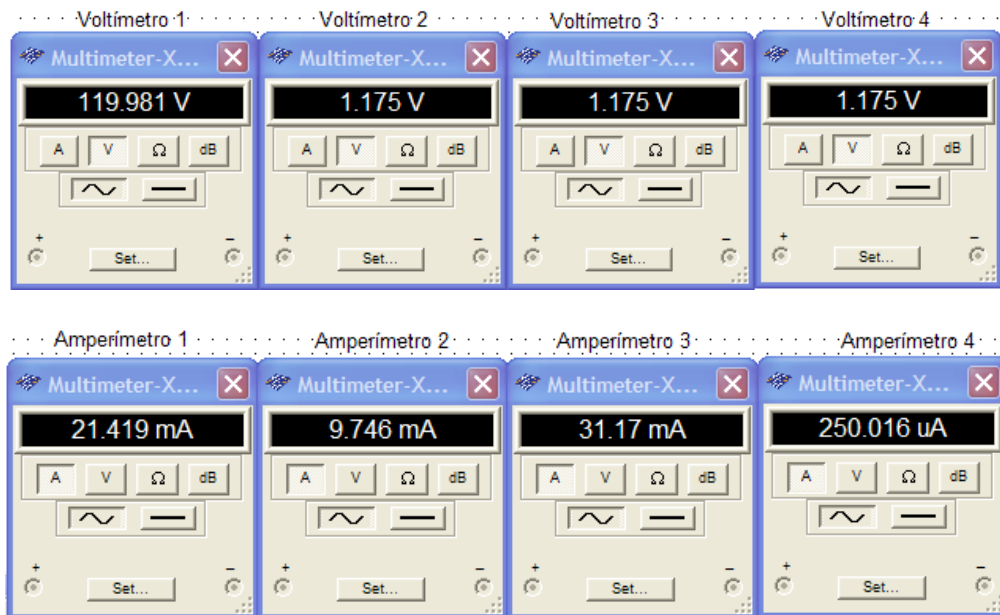 Voltímetro 1 Voltímetro 2 Voltímetro 3 Voltímetro 4
Multimeter-X... Multimeter-X... Multimeter-X... Multimeter-X...
119.981 V 1.175 V 1.175 V 1.175 V
A V Ω dB A V Ω dB A V Ω dB A V Ω dB
+ – + – + – + –
Set... Set... Set... Set...
Amperímetro 1 Amperímetro 2 Amperímetro 3 Amperímetro 4
Multimeter-X... Multimeter-X... Multimeter-X... Multimeter-X...
21.419 mA 9.746 mA 31.17 mA 250.016 uA
A V Ω dB A V Ω dB A V Ω dB A V Ω dB
+ – + – + – + –
Set... Set... Set... Set...